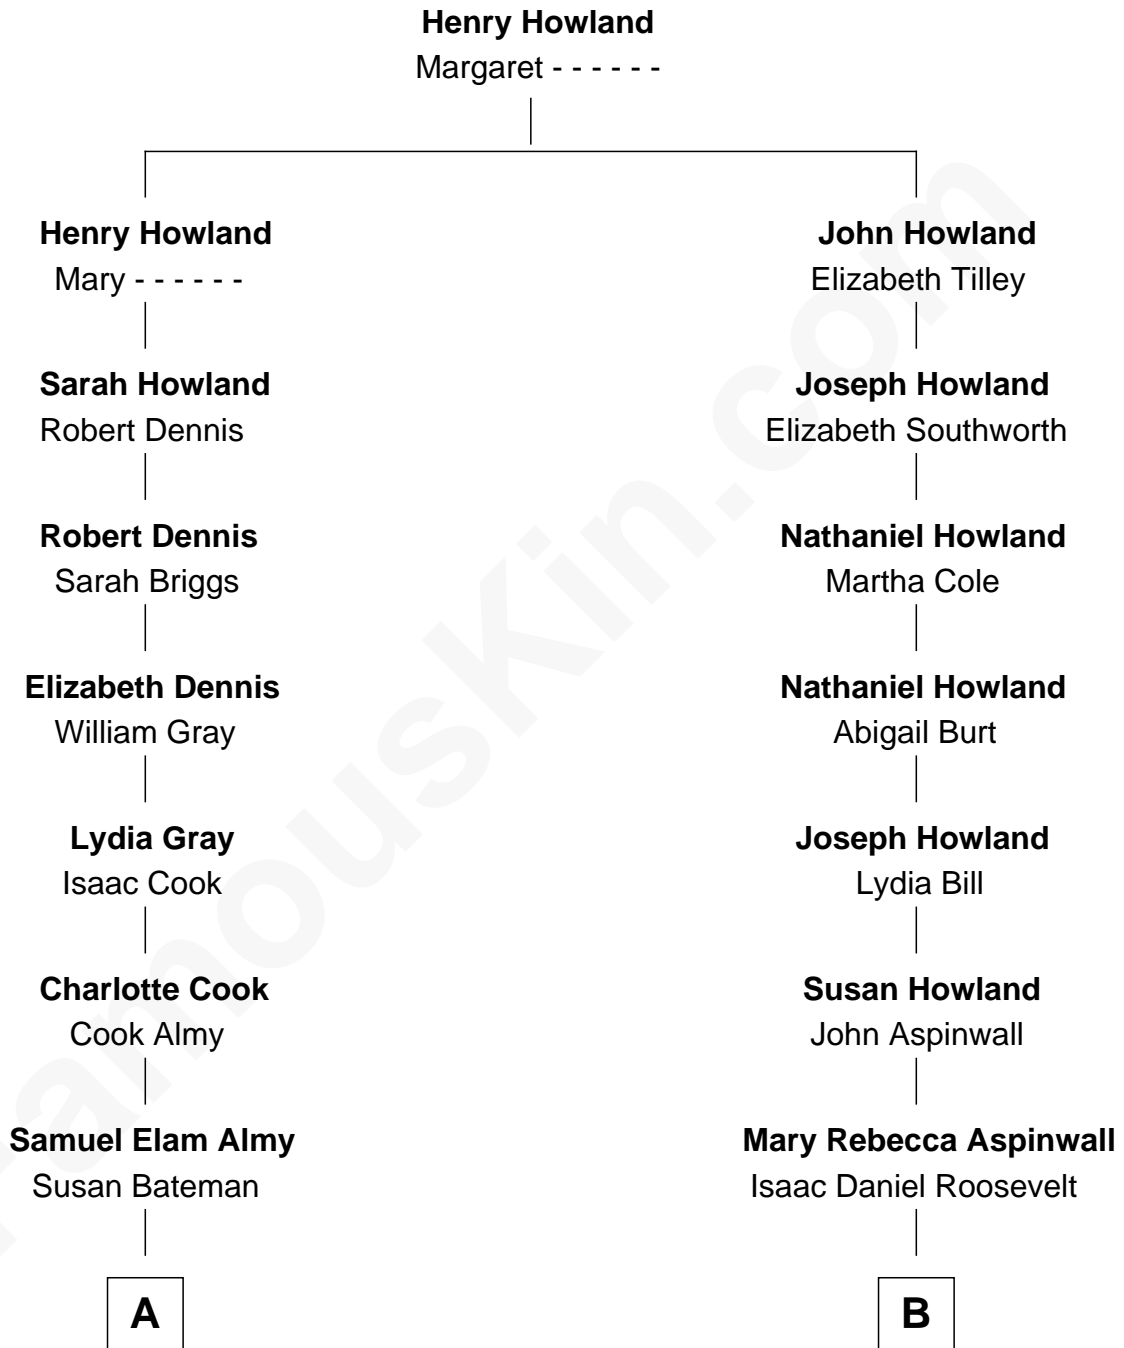 Henry Howland
Margaret - - - - - -
Henry Howland
Mary - - - - - -
John Howland
Elizabeth Tilley
Sarah Howland
Robert Dennis
Joseph Howland
Elizabeth Southworth
Robert Dennis
Sarah Briggs
Nathaniel Howland
Martha Cole
Elizabeth Dennis
William Gray
Nathaniel Howland
Abigail Burt
Lydia Gray
Isaac Cook
Joseph Howland
Lydia Bill
Charlotte Cook
Cook Almy
Susan Howland
John Aspinwall
Samuel Elam Almy
Susan Bateman
Mary Rebecca Aspinwall
Isaac Daniel Roosevelt
A
B
FamousKin.com